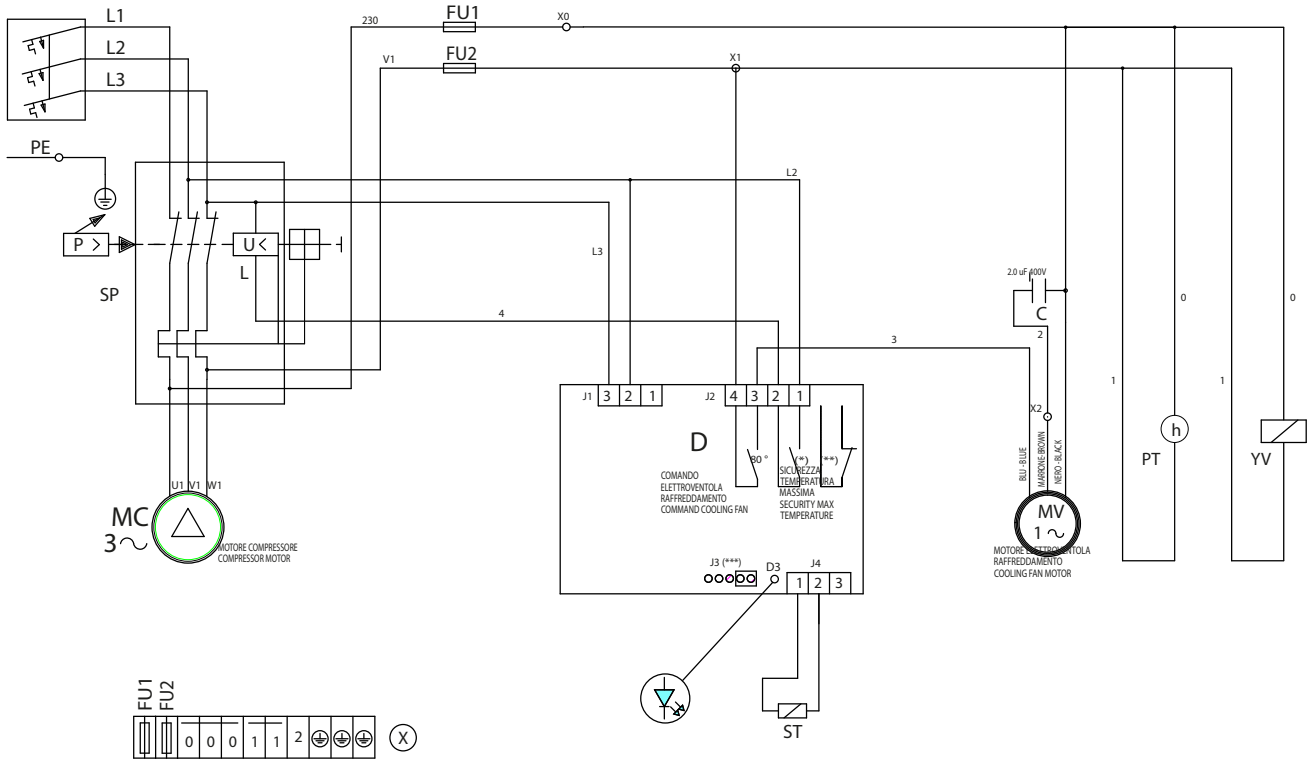 L1
L2
L3
PE
230
FU1
X0
V1
FU2
X1
L2
P >
U<
L
SP
L3
4
3
2.0 uF 400V
C
2
0
0
1
1
X2
BLU - BLUE
MARRONE-BROWN
NERO - BLACK
h
PT
YV
J1
3 2 1
J2
4 3 2 1
D
80 °
(*)
(**)
COMANDO
ELETTROVENTOLA
RAFFREDDAMENTO
COMMAND COOLING FAN
SICUREZZA
TEMPERATURA
MASSIMA
SECURITY MAX
TEMPERATURE
U1 V1 W1
MC
3
MOTORE COMPRESSORE
COMPRESSOR MOTOR
MV
1
MOTORE ELETTROVENTOLA
RAFFREDDAMENTO
COOLING FAN MOTOR
J3 (***)
D3
J4
1 2 3
ST
FU1
FU2
0 0 0 1 1 2
X